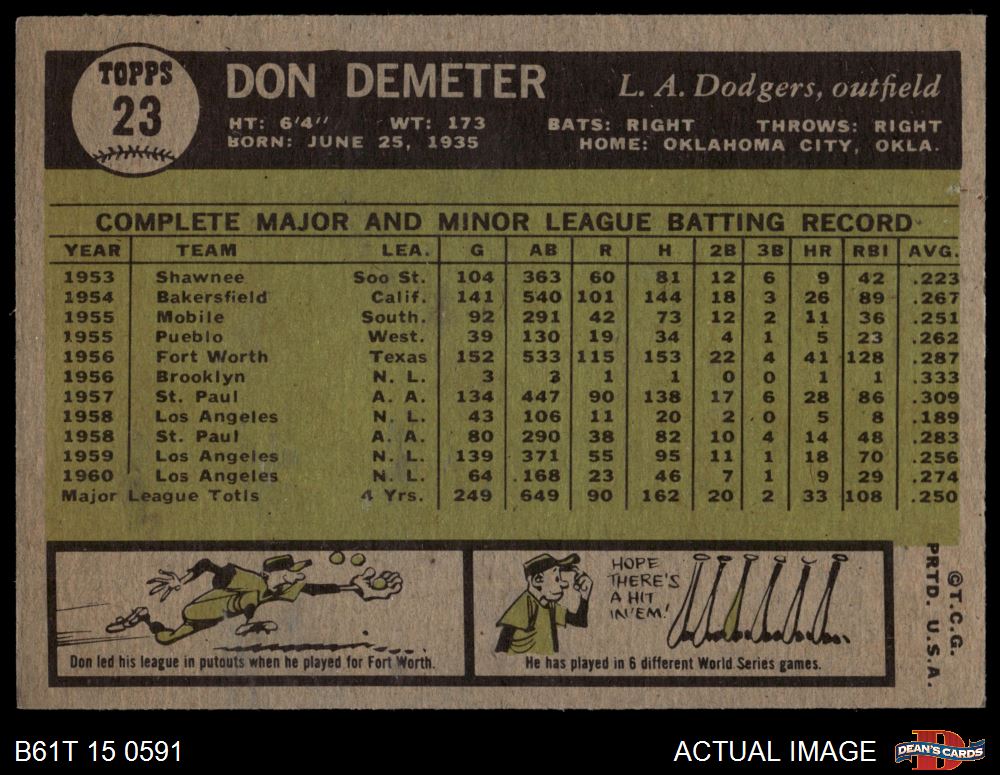 TOPPS
23
DON DEMETER
L. A. Dodgers, outfield
HT: 6'4" WT: 173 BATS: RIGHT THROWS: RIGHT
BORN: JUNE 25, 1935 HOME: OKLAHOMA CITY, OKLA.
COMPLETE MAJOR AND MINOR LEAGUE BATTING RECORD
YEAR TEAM LEA. G AB R H 2B 3B HR RBI AVG.
1953 Shawnee Soo St. 104 363 60 81 12 6 9 42 .223
1954 Bakersfield Calif. 141 540 101 144 18 3 26 89 .267
1955 Mobile South. 92 291 42 73 12 2 11 36 .251
1955 Pueblo West. 39 130 19 34 4 1 5 23 .262
1956 Fort Worth Texas 152 533 115 153 22 4 41 128 .287
1956 Brooklyn N. L. 3 3 1 1 0 0 1 1 .333
1957 St. Paul A. A. 134 447 90 138 17 6 28 86 .309
1958 Los Angeles N. L. 43 106 11 20 2 0 5 8 .189
1958 St. Paul A. A. 80 290 38 82 10 4 14 48 .283
1959 Los Angeles N. L. 139 371 55 95 11 1 18 70 .256
1960 Los Angeles N. L. 64 168 23 46 7 1 9 29 .274
Major League Totls 4 Yrs. 249 649 90 162 20 2 33 108 .250
HOPE
THERE'S
A HIT
IN 'EM!
Don led his league in putouts when he played for Fort Worth.
He has played in 6 different World Series games.
©T.C.G.
PRTD. U.S.A.
B61T 15 0591
ACTUAL IMAGE
D
DEAN'S CARDS